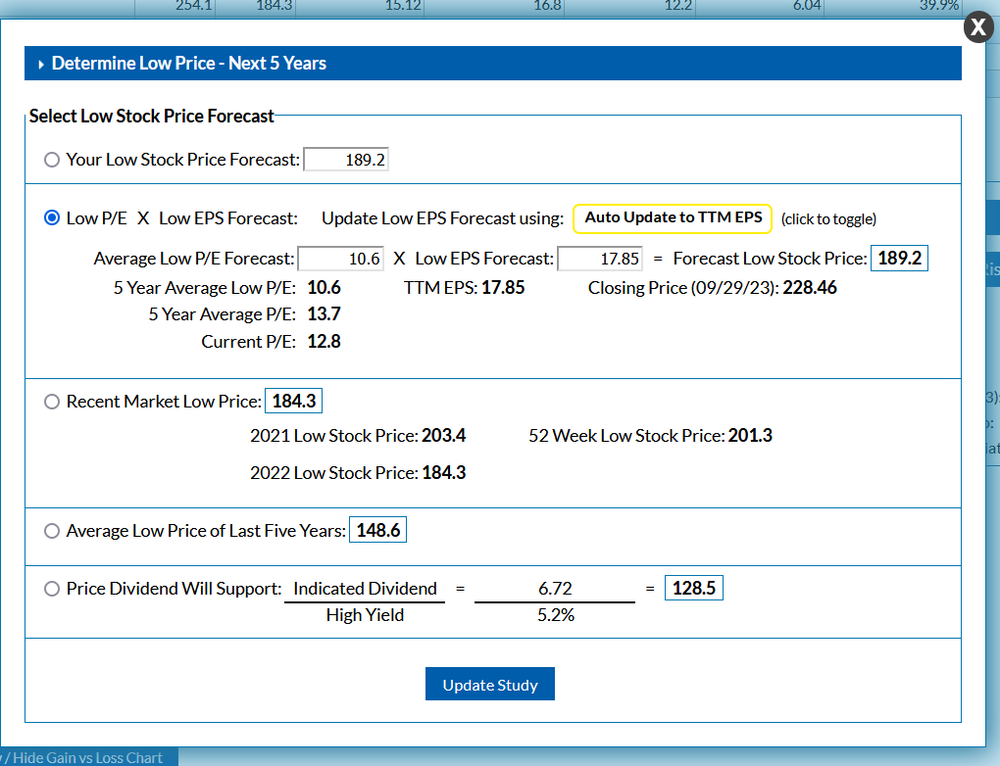 254.1 184.3 15.12 16.8 12.2 6.04 39.9%
X
Determine Low Price - Next 5 Years
Select Low Stock Price Forecast
Your Low Stock Price Forecast: 189.2
Low P/E X Low EPS Forecast: Update Low EPS Forecast using: Auto Update to TTM EPS (click to toggle)
Average Low P/E Forecast: 10.6 X Low EPS Forecast: 17.85 = Forecast Low Stock Price: 189.2
5 Year Average Low P/E: 10.6 TTM EPS: 17.85 Closing Price (09/29/23): 228.46
5 Year Average P/E: 13.7
Current P/E: 12.8
Recent Market Low Price: 184.3
2021 Low Stock Price: 203.4 52 Week Low Stock Price: 201.3
2022 Low Stock Price: 184.3
Average Low Price of Last Five Years: 148.6
Price Dividend Will Support: Indicated Dividend = 6.72 = 128.5
High Yield 5.2%
Update Study
/ Hide Gain vs Loss Chart